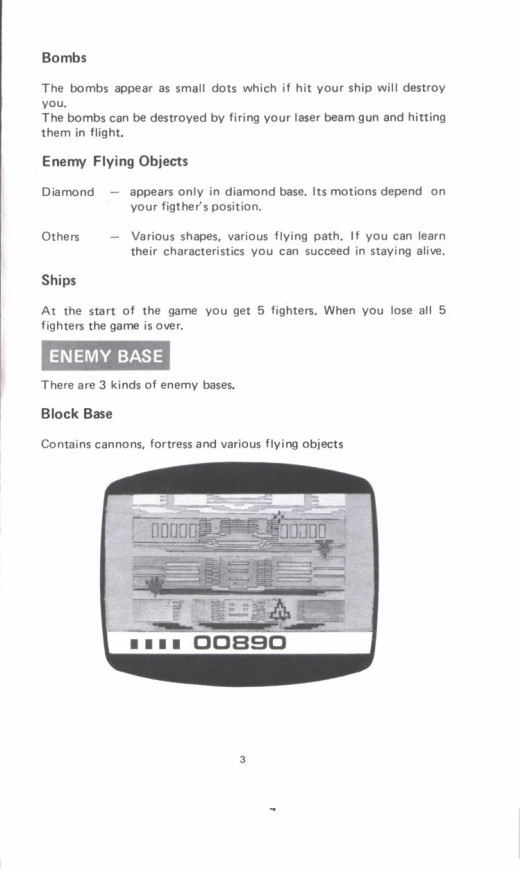 Bombs
The bombs appear as small dots which if hit your ship will destroy
you.
The bombs can be destroyed by firing your laser beam gun and hitting
them in flight.
Enemy Flying Objects
Diamond — appears only in diamond base. Its motions depend on
your figther's position.
Others — Various shapes, various flying path. If you can learn
their characteristics you can succeed in staying alive.
Ships
At the start of the game you get 5 fighters. When you lose all 5
fighters the game is over.
ENEMY BASE
There are 3 kinds of enemy bases.
Block Base
Contains cannons, fortress and various flying objects
00890
3